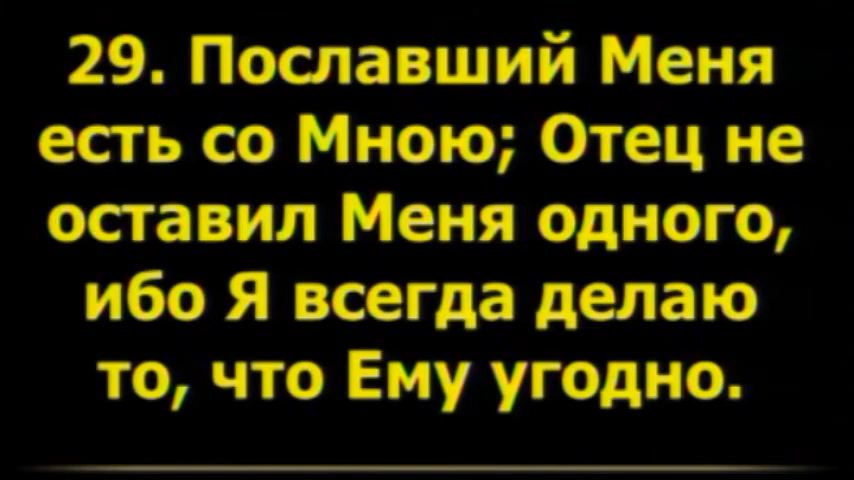 29. Пославший Меня
есть со Мною; Отец не
оставил Меня одного,
ибо Я всегда делаю
то, что Ему угодно.